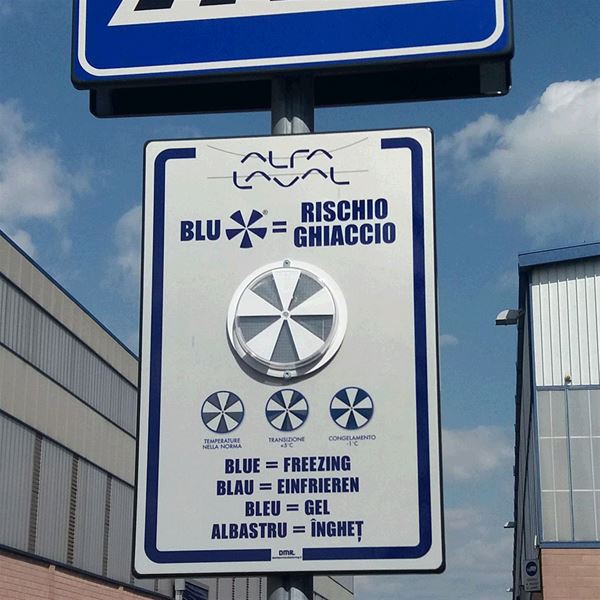 ALFA
LAVAL
BLU = RISCHIO
GHIACCIO
TEMPERATURE
NELLA NORMA
TRANSIZIONE
+5°C
CONGELAMENTO
-1°C
BLUE = FREEZING
BLAU = EINFRIEREN
BLEU = GEL
ALBASTRU = ÎNGHEȚ
DMR